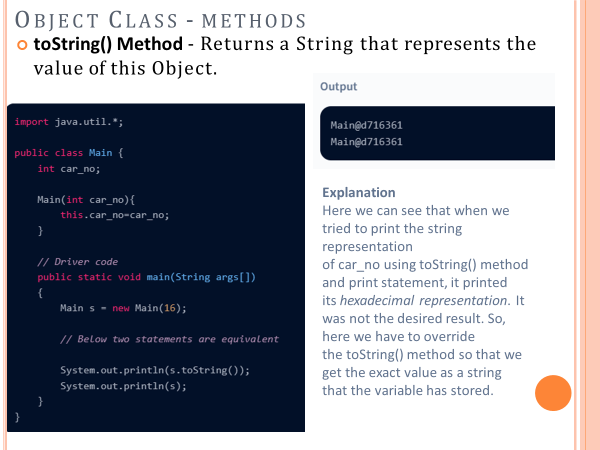 OBJECT CLASS - METHODS
toString() Method - Returns a String that represents the
value of this Object.
import java.util.*;
public class Main {
int car_no;
Main(int car_no){
this.car_no=car_no;
}
// Driver code
public static void main(String args[])
{
Main s = new Main(16);
// Below two statements are equivalent
System.out.println(s.toString());
System.out.println(s);
}
}
Output
Main@d716361
Main@d716361
Explanation
Here we can see that when we
tried to print the string
representation
of car_no using toString() method
and print statement, it printed
its hexadecimal representation. It
was not the desired result. So,
here we have to override
the toString() method so that we
get the exact value as a string
that the variable has stored.